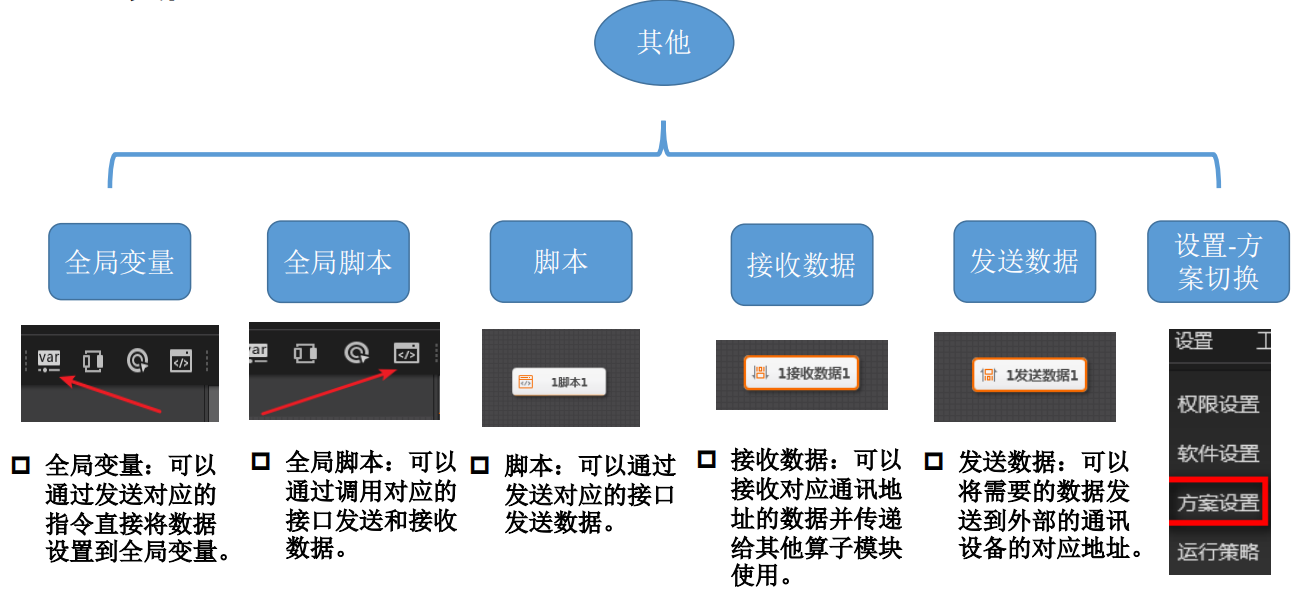 其他
全局变量
全局脚本
脚本
接收数据
发送数据
设置-方
案切换
var
1脚本1
1接收数据1
1发送数据1
设置
权限设置
软件设置
方案设置
运行策略
全局变量：可以
通过发送对应的
指令直接将数据
设置到全局变量。
全局脚本：可以
通过调用对应的
接口发送和接收
数据。
脚本：可以通过
发送对应的接口
发送数据。
接收数据：可以
接收对应通讯地
址的数据并传递
给其他算子模块
使用。
发送数据：可以
将需要的数据发
送到外部的通讯
设备的对应地址。